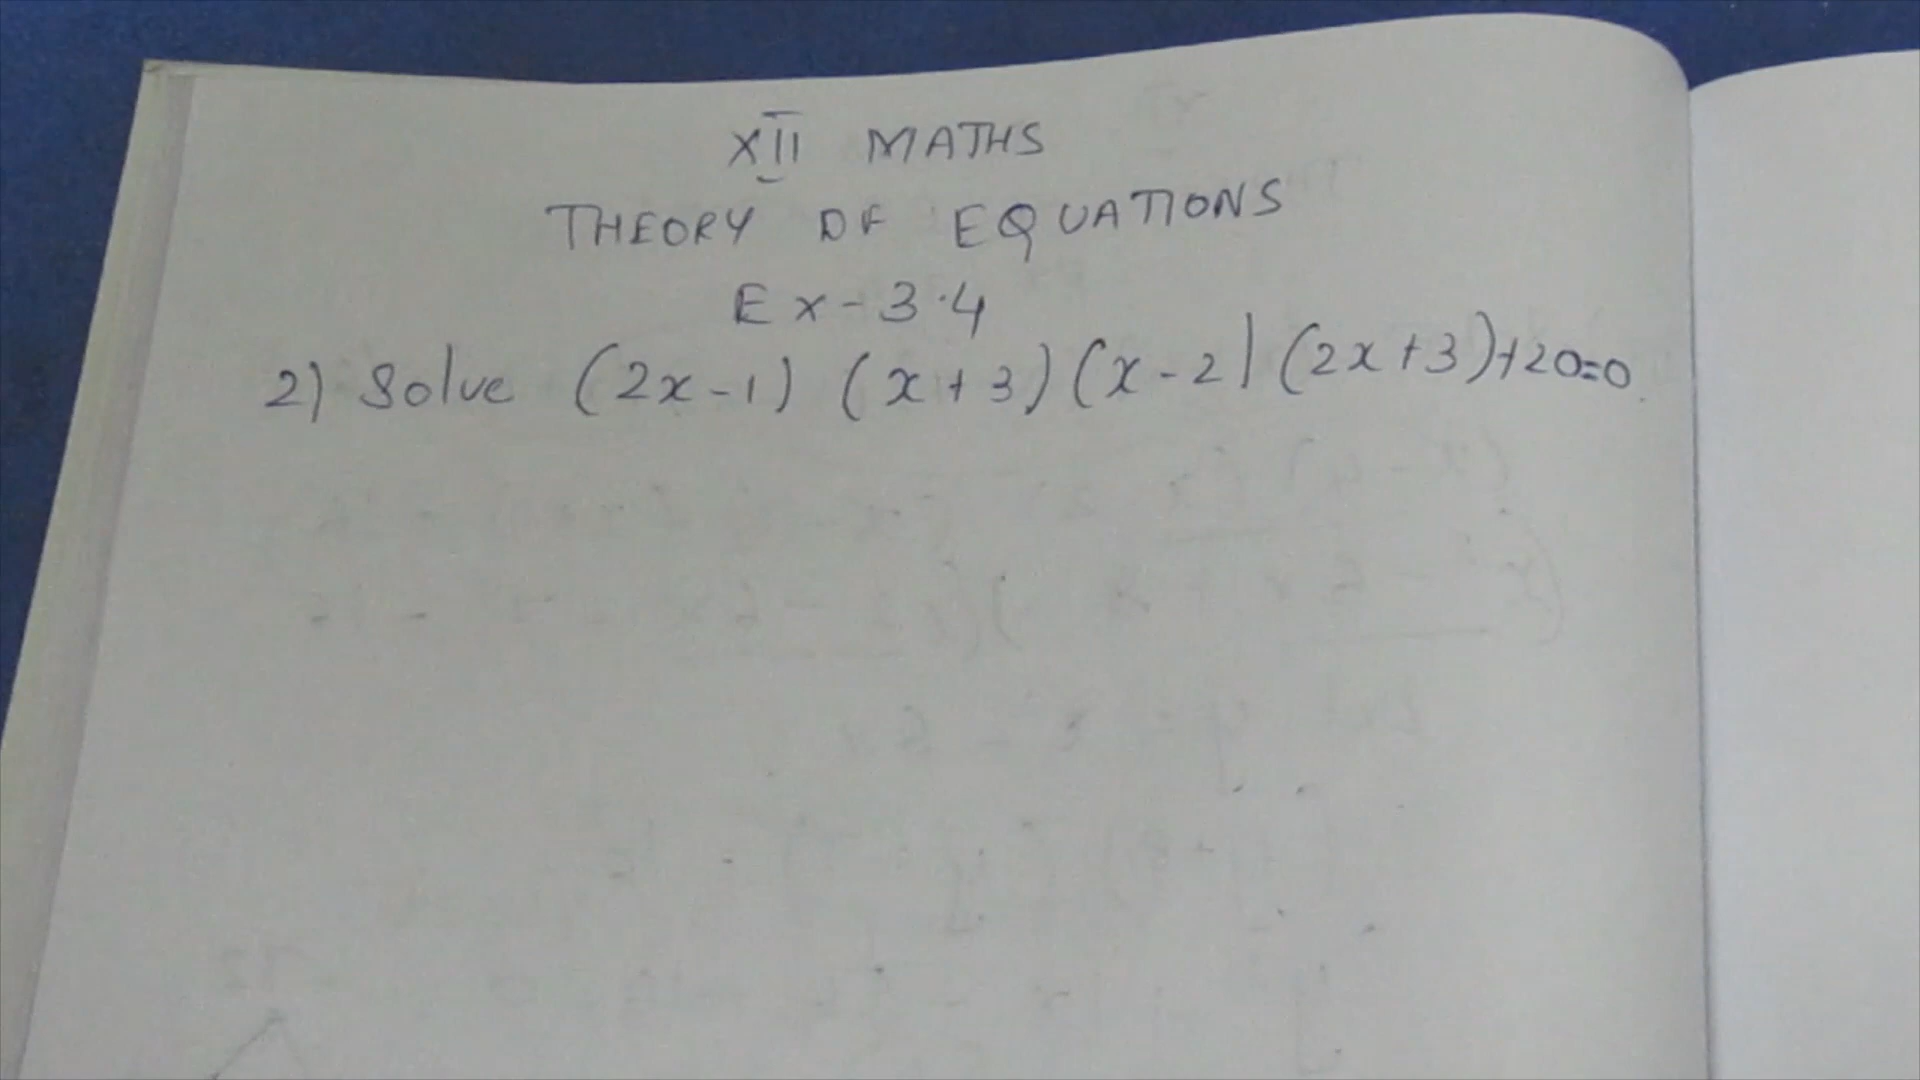 XII MATHS
THEORY OF EQUATIONS
Ex-3.4
2) Solve (2x-1) (x+3)(x-2)(2x+3)+20=0